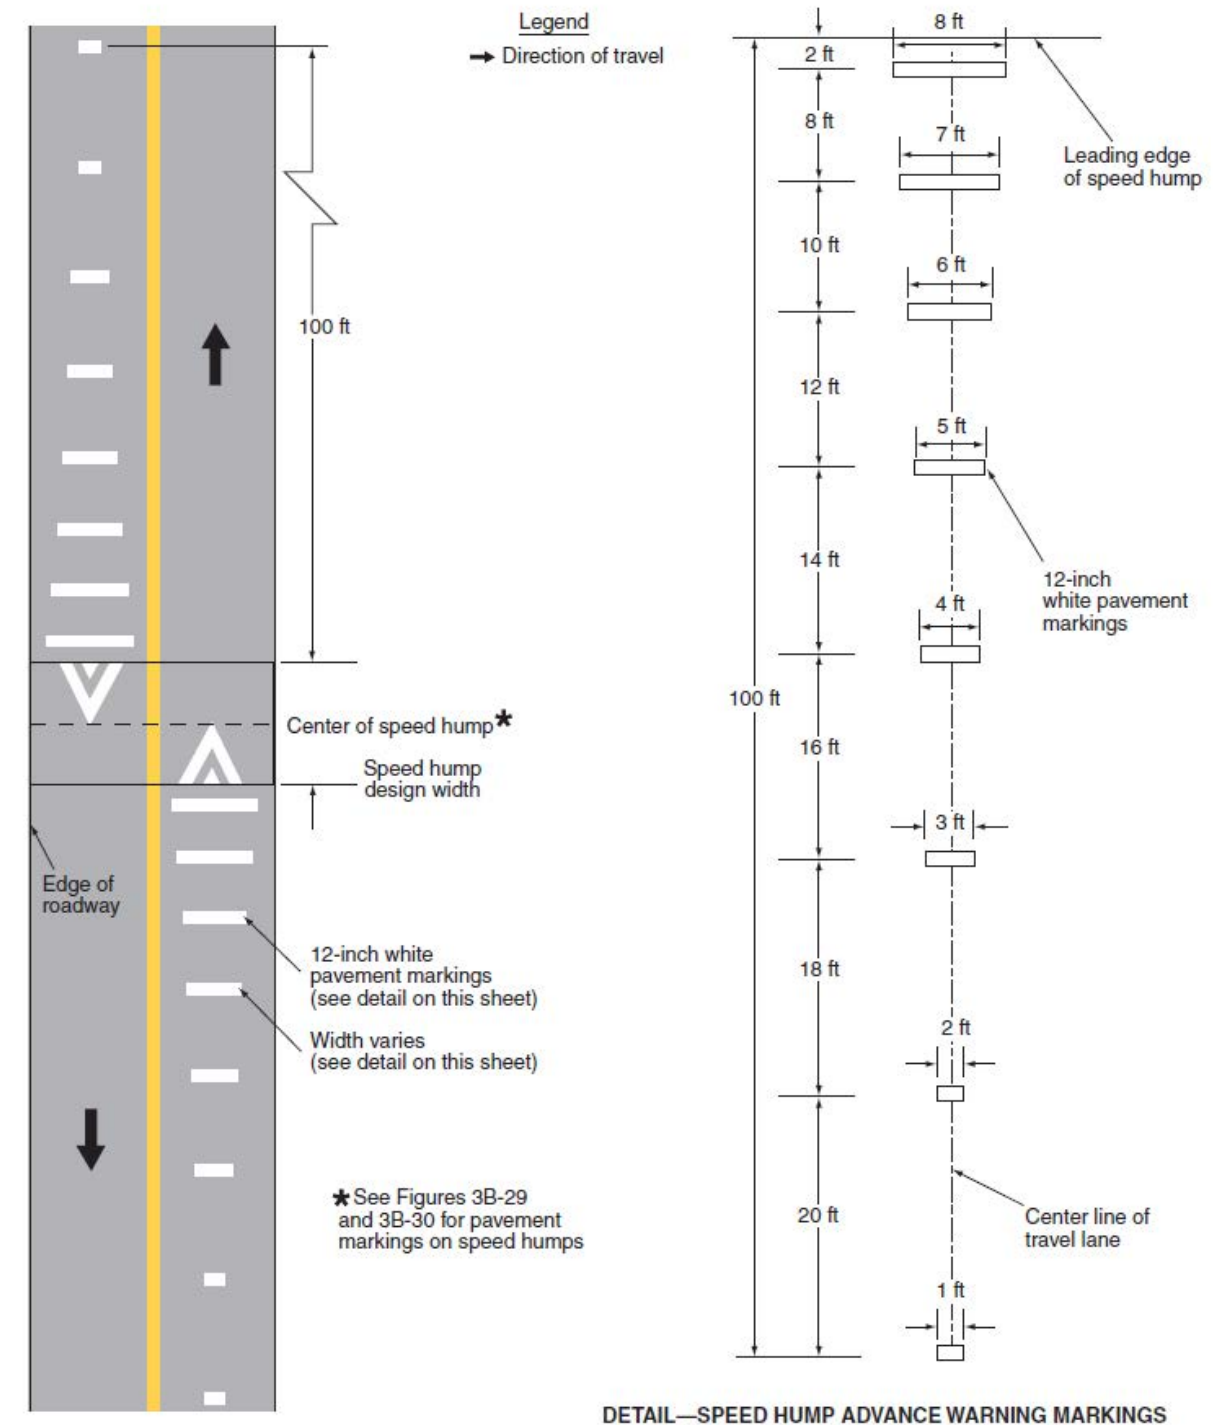 Legend
→ Direction of travel
100 ft
Center of speed hump*
Speed hump
design width
Edge of
roadway
12-inch white
pavement markings
(see detail on this sheet)
Width varies
(see detail on this sheet)
* See Figures 3B-29
and 3B-30 for pavement
markings on speed humps
8 ft
2 ft
8 ft
7 ft
Leading edge
of speed hump
10 ft
6 ft
12 ft
5 ft
14 ft
12-inch
white pavement
markings
4 ft
100 ft
16 ft
3 ft
18 ft
2 ft
20 ft
Center line of
travel lane
1 ft
DETAIL—SPEED HUMP ADVANCE WARNING MARKINGS